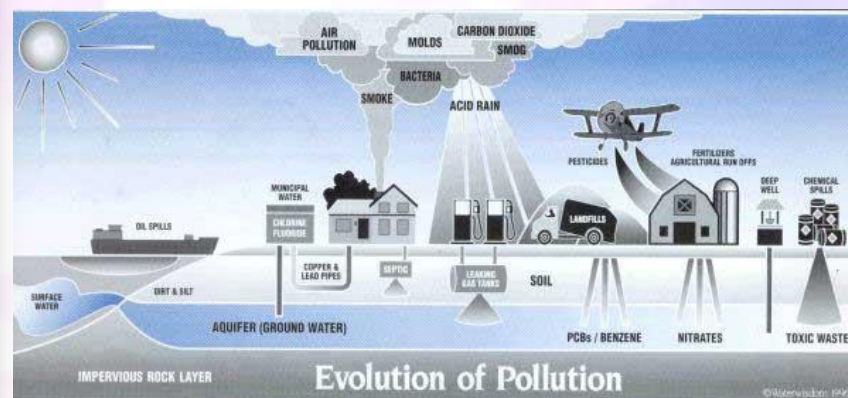 AIR
POLLUTION
MOLDS
CARBON DIOXIDE
SMOG
BACTERIA
SMOKE
ACID RAIN
PESTICIDES
FERTILIZERS
AGRICULTURAL RUN OFFS
MUNICIPAL
WATER
CHLORINE
FLUORIDE
DEEP
WELL
CHEMICAL
SPILLS
OIL SPILLS
LANDFILLS
COPPER &
LEAD PIPES
SEPTIC
LEAKING
GAS TANKS
SOIL
SURFACE
WATER
DIRT & SILT
AQUIFER (GROUND WATER)
PCBs / BENZENE
NITRATES
TOXIC WASTE
IMPERVIOUS ROCK LAYER
Evolution of Pollution